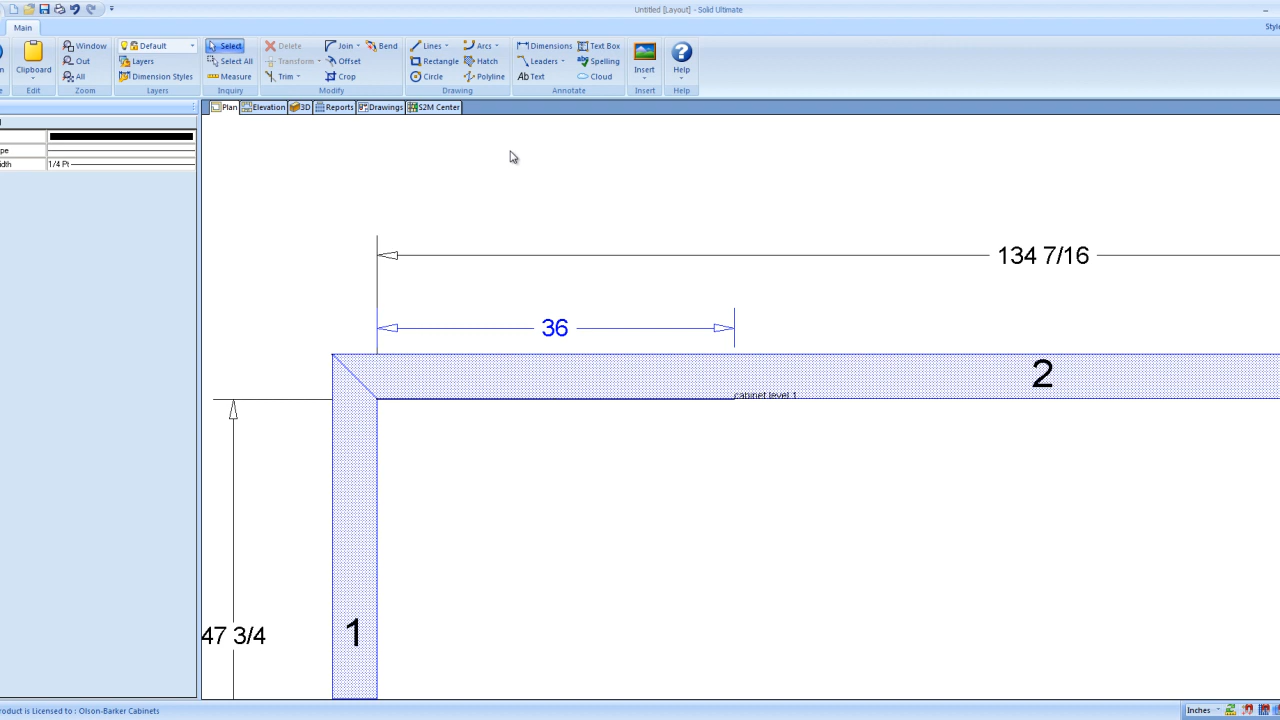 Untitled [Layout] - Solid Ultimate
Main
Style
Clipboard
Edit
Window
Out
All
Zoom
Default
Layers
Dimension Styles
Layers
Select
Select All
Measure
Inquiry
Delete
Transform
Trim
Join
Offset
Crop
Bend
Modify
Lines
Rectangle
Circle
Arcs
Hatch
Polyline
Drawing
Dimensions
Leaders
Text
Text Box
Spelling
Cloud
Annotate
Insert
Insert
Help
Help
Plan
Elevation
3D
Reports
Drawings
S2M Center
1/4 Pt
134 7/16
36
2
cabinet level 1
47 3/4
1
roduct is Licensed to : Olson-Barker Cabinets
Inches